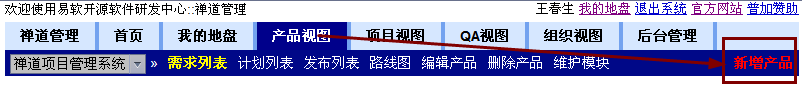 欢迎使用易软开源软件研发中心::禅道管理 王春生 我的地盘 退出系统 官方网站 参加赞助
禅道管理 首页 我的地盘 产品视图 项目视图 QA视图 组织视图 后台管理
禅道项目管理系统 » 需求列表 计划列表 发布列表 路线图 编辑产品 删除产品 维护模块 新增产品